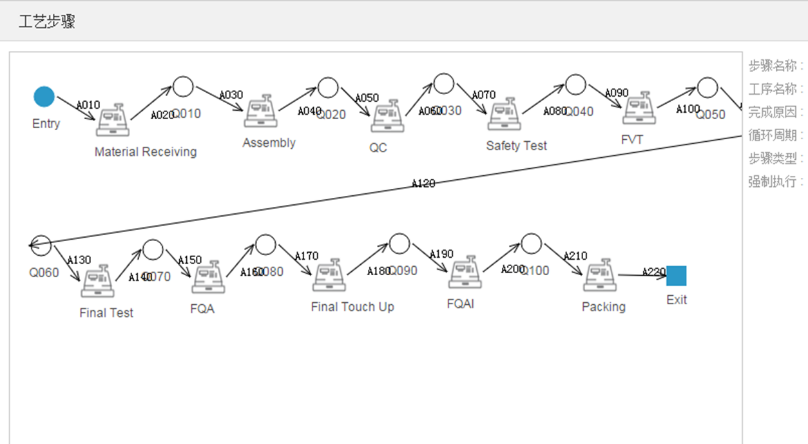 工艺步骤
步骤名称：
A010
A020
Q010
A030
A040
Q020
A050
A060
Q030
A070
A080
Q040
A090
A100
Q050
工序名称：
Entry
Material Receiving
Assembly
QC
Safety Test
FVT
完成原因：
循环周期：
步骤类型：
强制执行：
A120
Q060
A130
A140
Q070
A150
A160
Q080
A170
A180
Q090
A190
A200
Q100
A210
A220
Final Test
FQA
Final Touch Up
FQAI
Packing
Exit